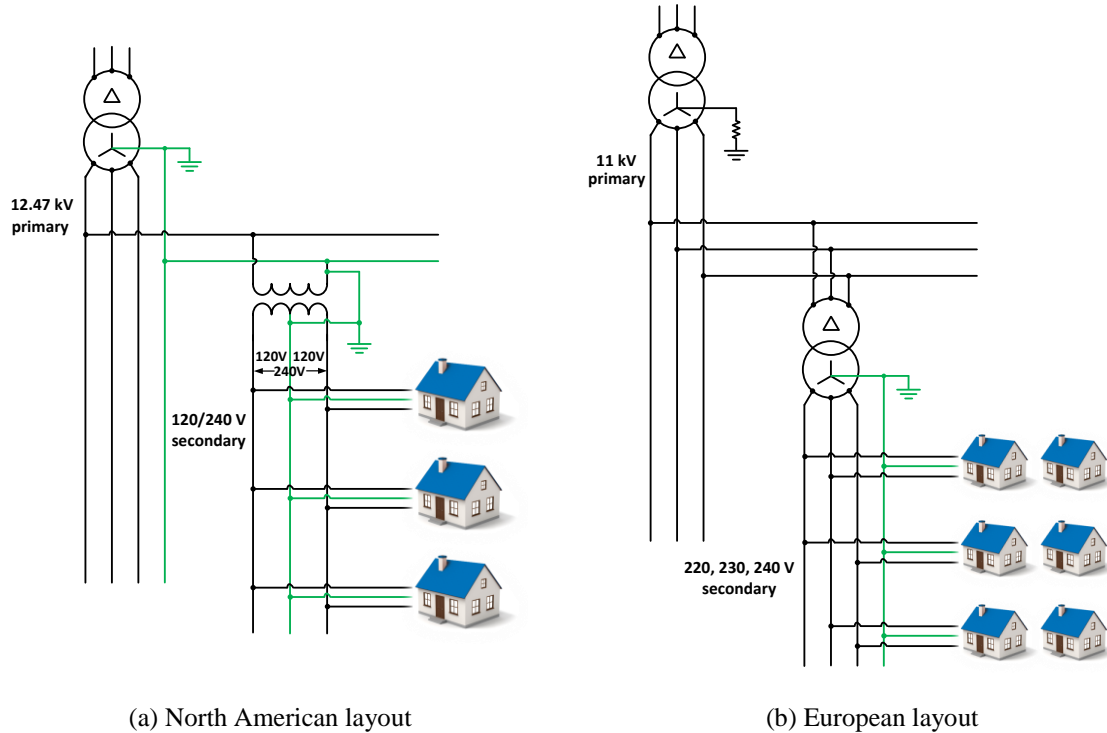 12.47 kV
primary
120V 120V
240V
120/240 V
secondary
(a) North American layout
11 kV
primary
220, 230, 240 V
secondary
(b) European layout